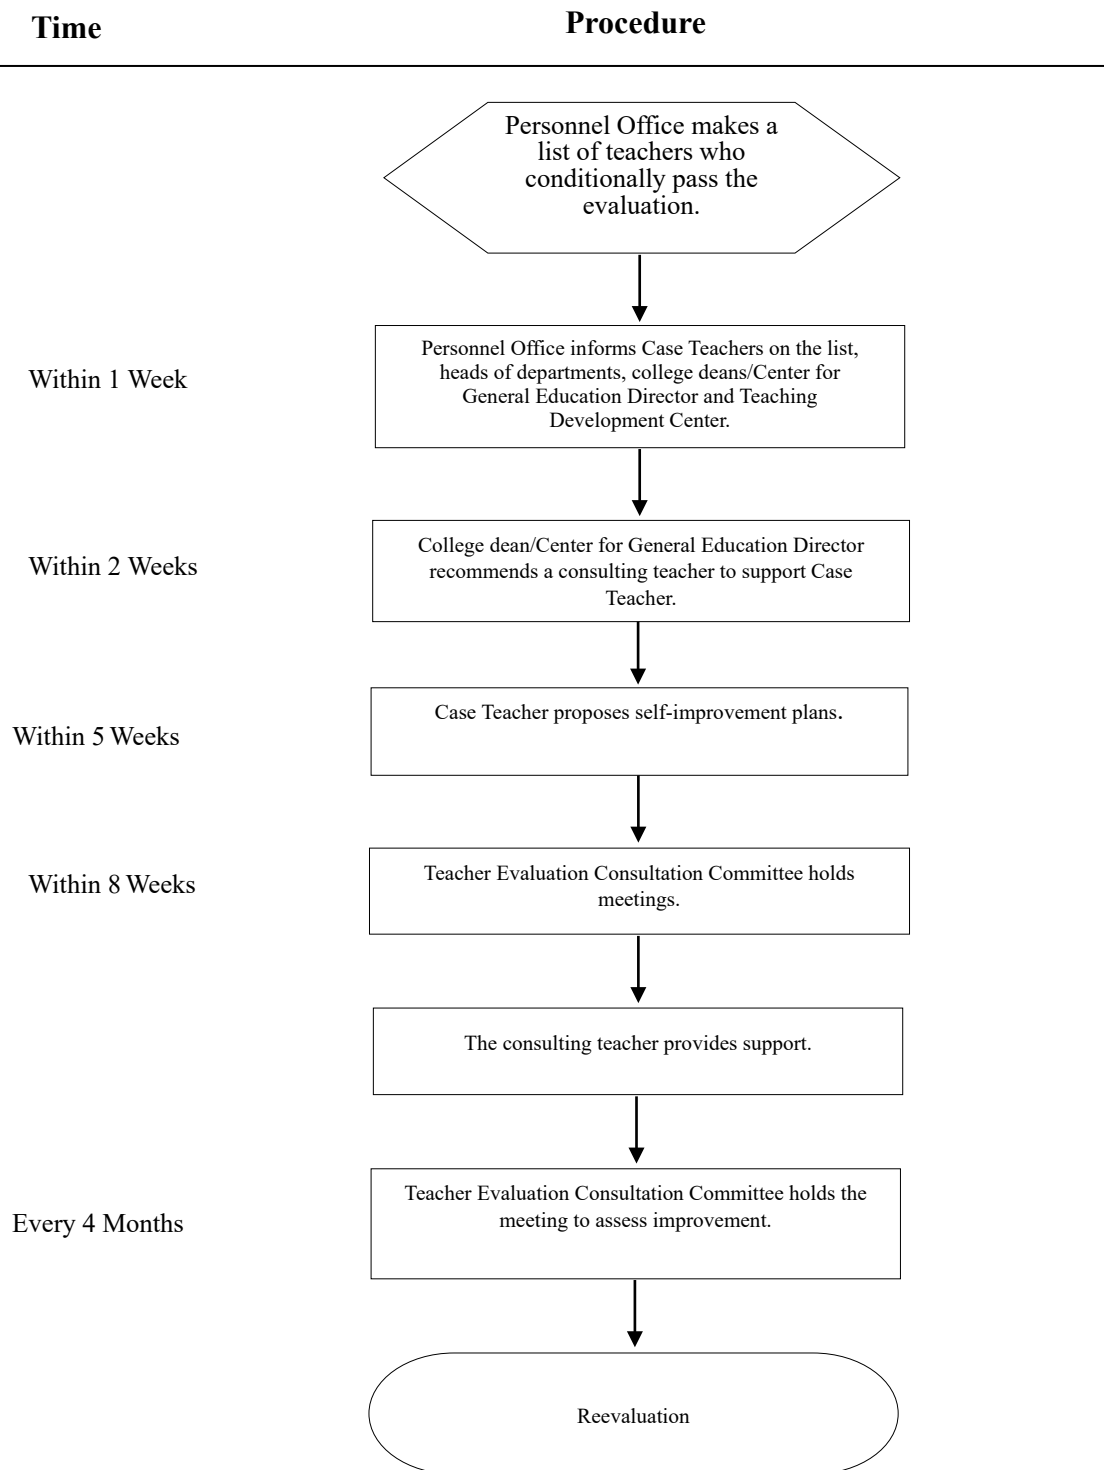 Time
Procedure
Personnel Office makes a
list of teachers who
conditionally pass the
evaluation.
Within 1 Week
Personnel Office informs Case Teachers on the list,
heads of departments, college deans/Center for
General Education Director and Teaching
Development Center.
Within 2 Weeks
College dean/Center for General Education Director
recommends a consulting teacher to support Case
Teacher.
Within 5 Weeks
Case Teacher proposes self-improvement plans.
Within 8 Weeks
Teacher Evaluation Consultation Committee holds
meetings.
The consulting teacher provides support.
Every 4 Months
Teacher Evaluation Consultation Committee holds the
meeting to assess improvement.
Reevaluation